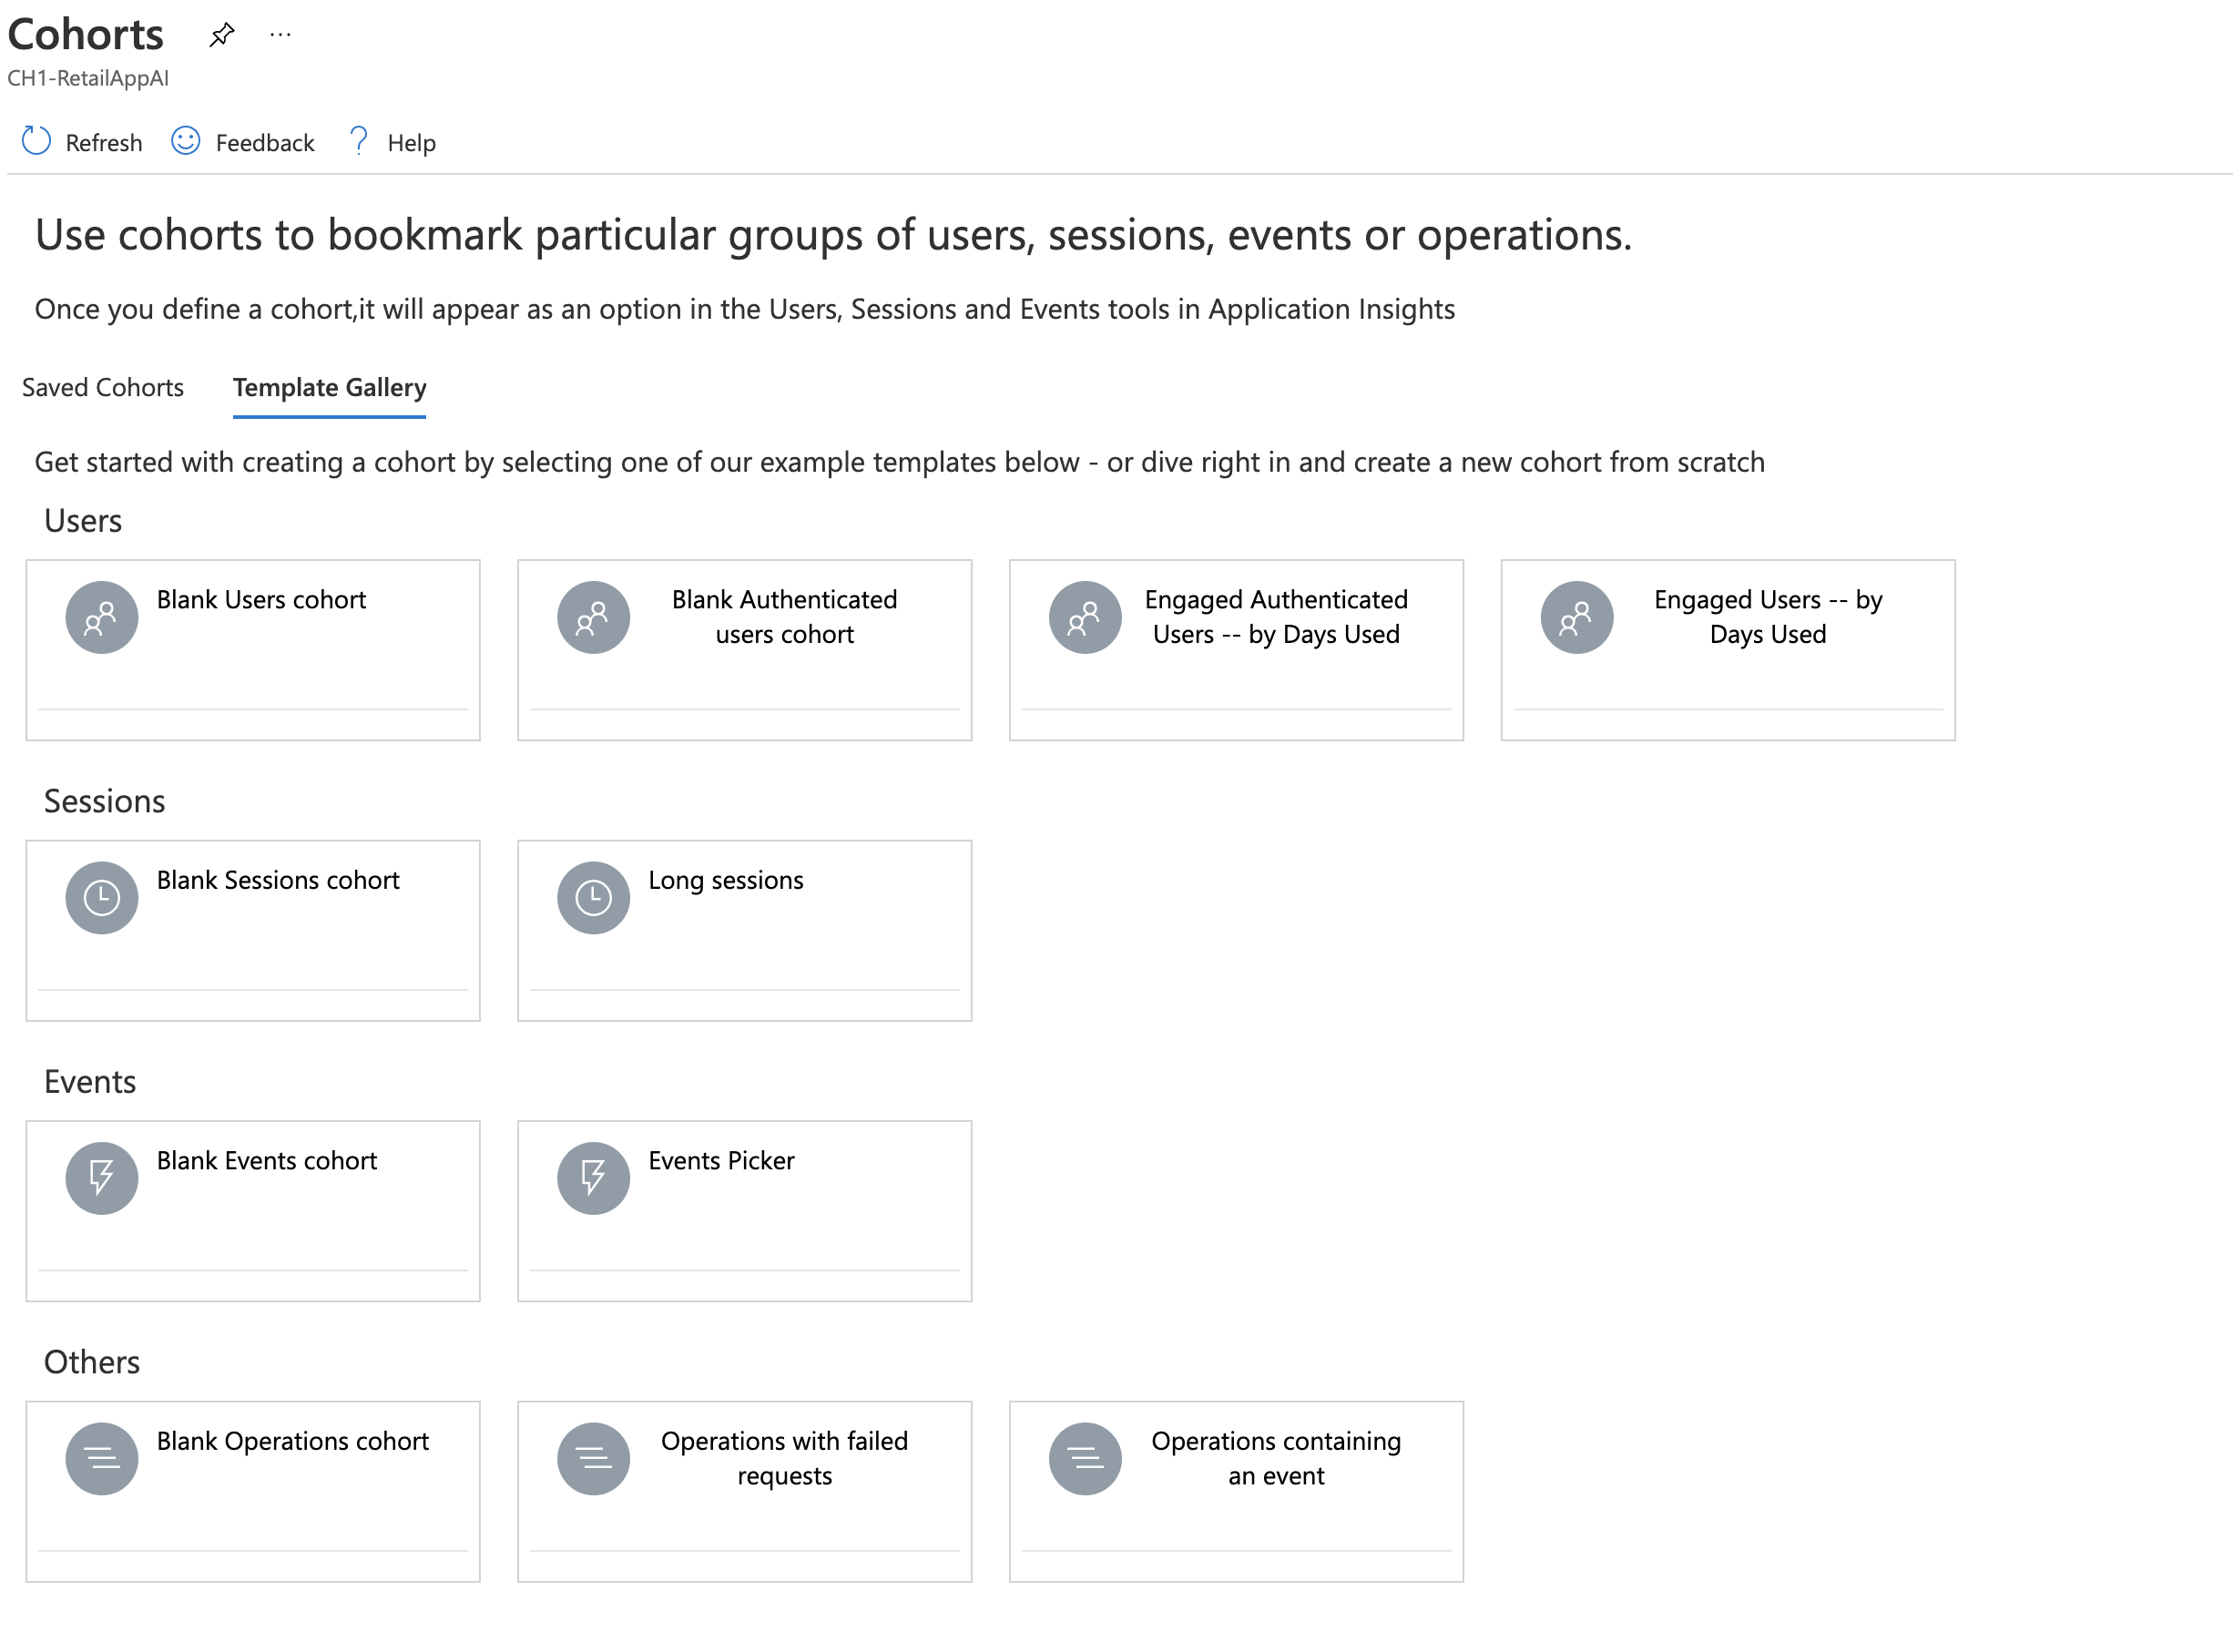 Cohorts
...
CH1-RetailAppAI
Refresh Feedback ? Help
Use cohorts to bookmark particular groups of users, sessions, events or operations.
Once you define a cohort,it will appear as an option in the Users, Sessions and Events tools in Application Insights
Saved Cohorts Template Gallery
Get started with creating a cohort by selecting one of our example templates below - or dive right in and create a new cohort from scratch
Users
Blank Users cohort
Blank Authenticated
users cohort
Engaged Authenticated
Users -- by Days Used
Engaged Users -- by
Days Used
Sessions
Blank Sessions cohort
Long sessions
Events
Blank Events cohort
Events Picker
Others
Blank Operations cohort
Operations with failed
requests
Operations containing
an event